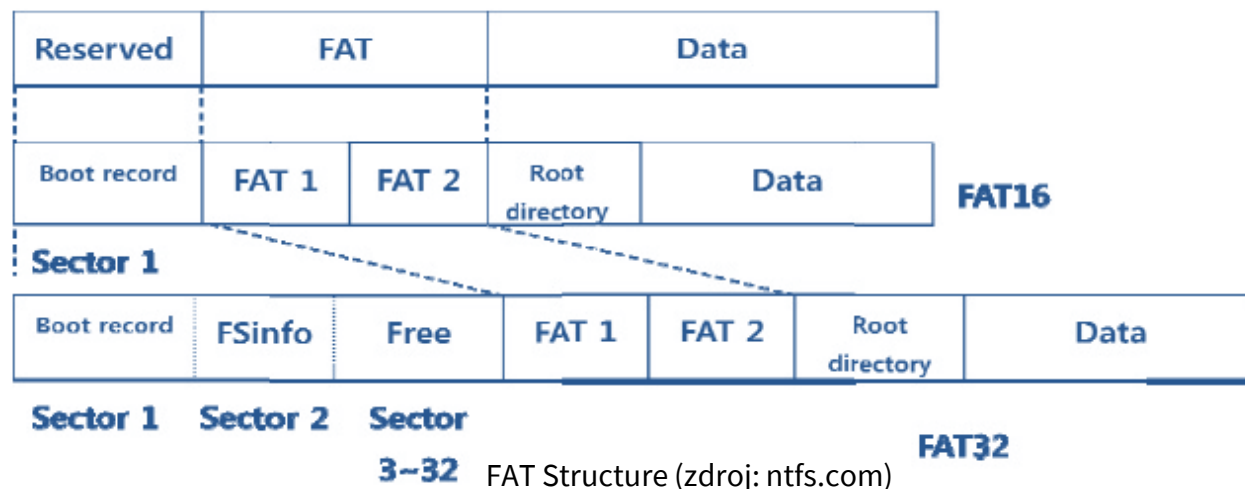 Reserved FAT Data
Boot record FAT 1 FAT 2 Root directory Data FAT16
Sector 1
Boot record FSinfo Free FAT 1 FAT 2 Root directory Data
Sector 1 Sector 2 Sector 3~32 FAT32
FAT Structure (zdroj: ntfs.com)